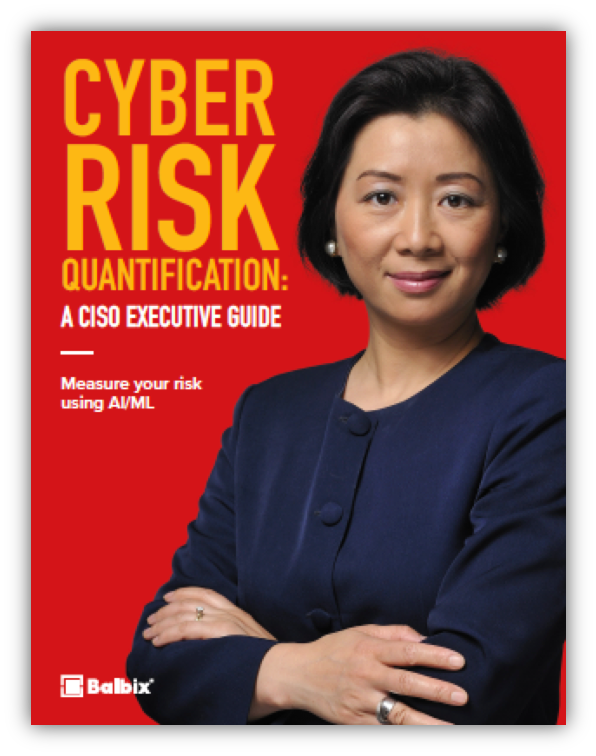 CYBER
RISK
QUANTIFICATION:
A CISO EXECUTIVE GUIDE
Measure your risk
using AI/ML
Balbix®